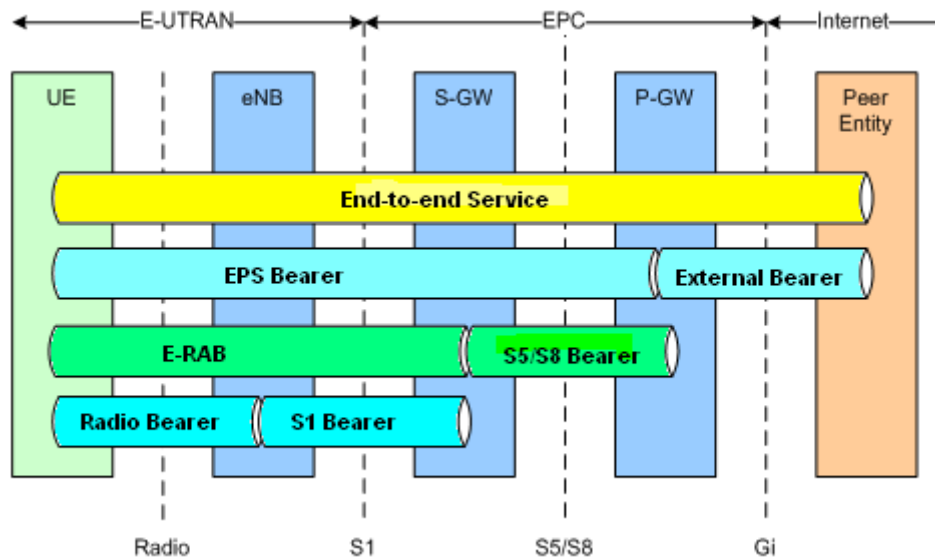 E-UTRAN EPC Internet
UE eNB S-GW P-GW Peer
Entity
End-to-end Service
EPS Bearer External Bearer
E-RAB S5/S8 Bearer
Radio Bearer S1 Bearer
Radio S1 S5/S8 Gi